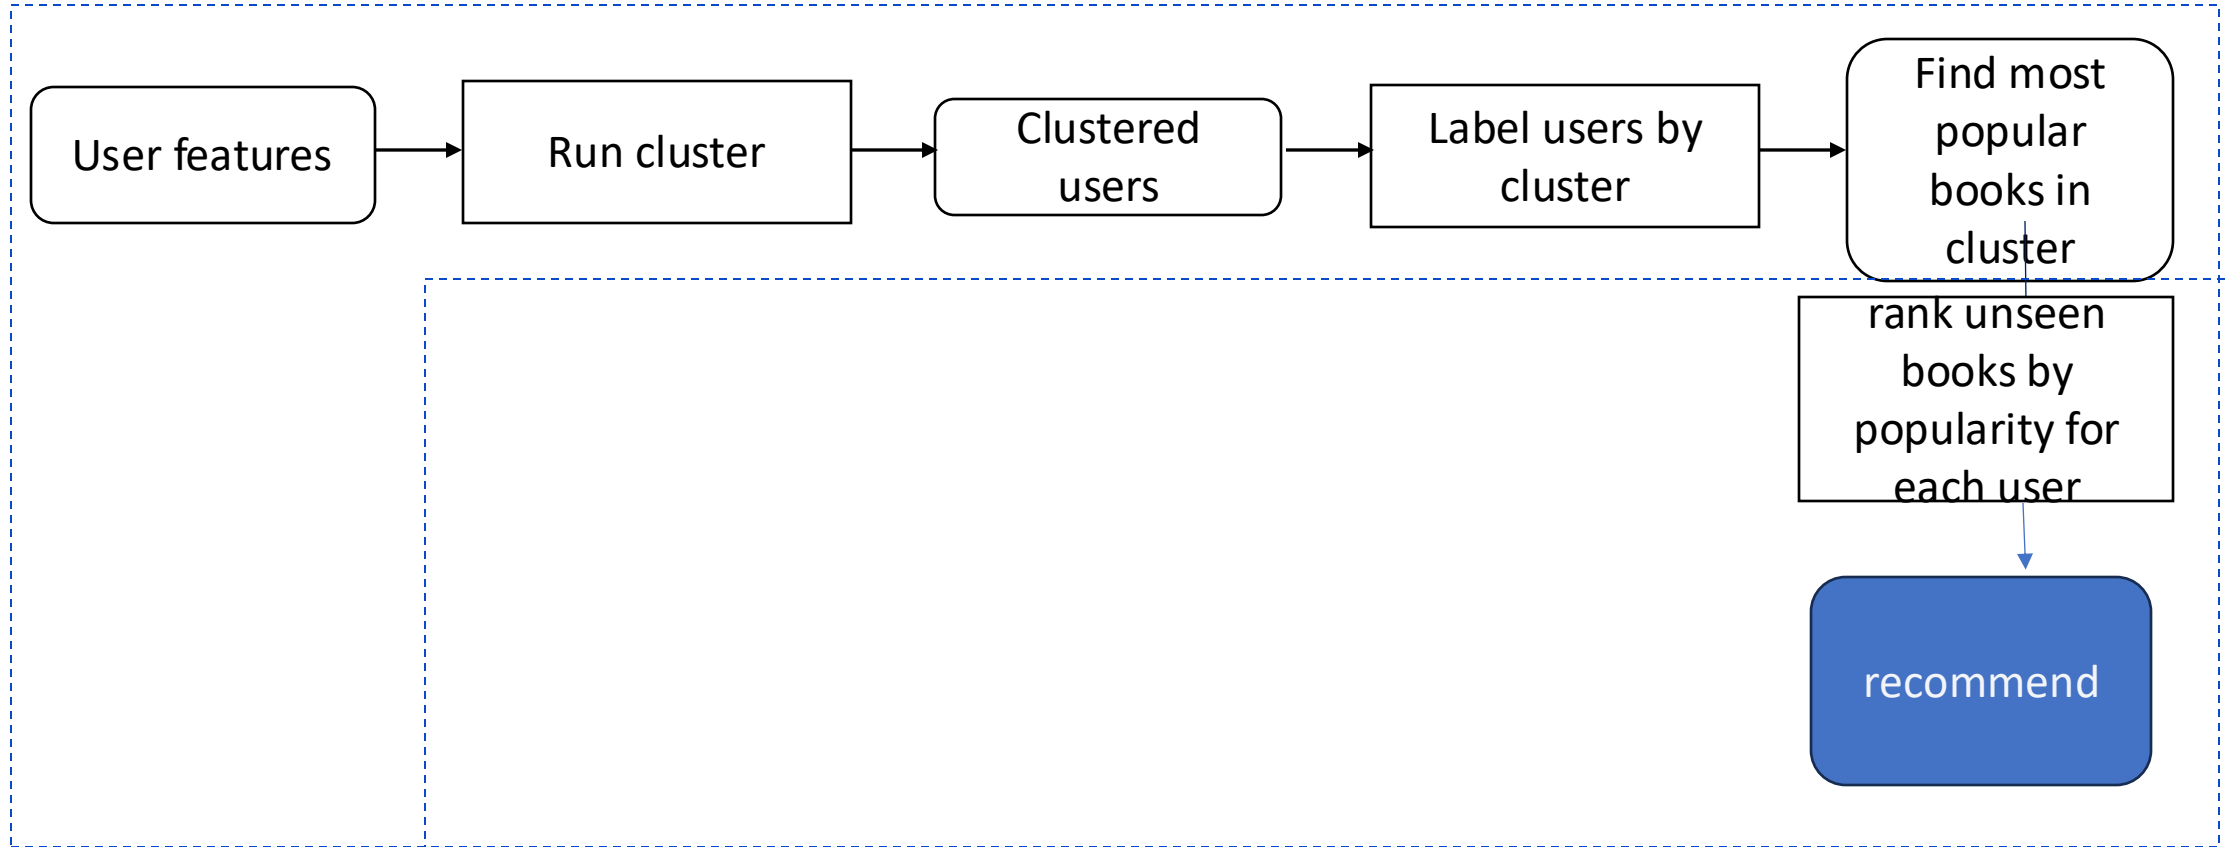 User features
Run cluster
Clustered
users
Label users by
cluster
Find most
popular
books in
cluster
rank unseen
books by
popularity for
each user
recommend